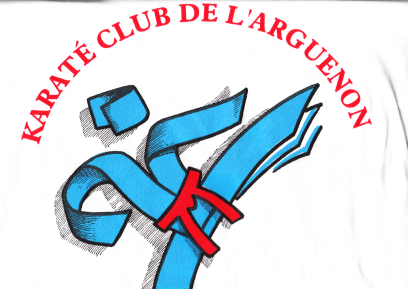 KARATÉ CLUB DE L'ARGUENON